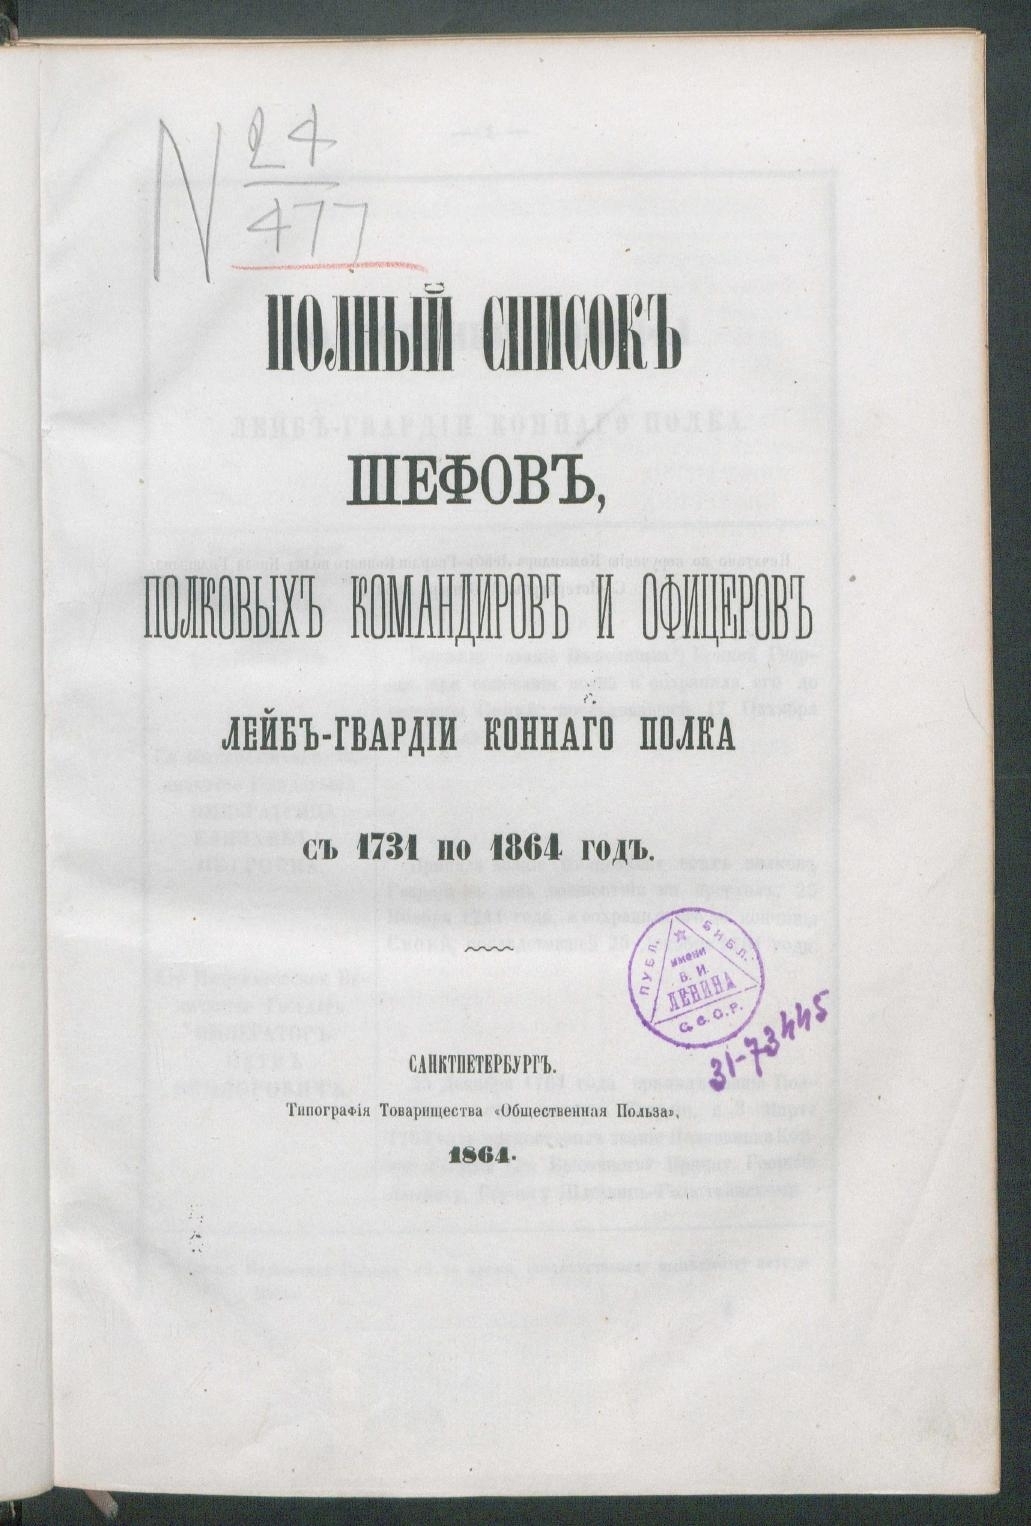 N 24
477
ПОЛНЫЙ СПИСОКЪ
ШЕФОВЪ,
ПОЛКОВЫХЪ КОМАНДИРОВЪ И ОФИЦЕРОВЪ
ЛЕЙБЪ-ГВАРДІИ КОННАГО ПОЛКА
съ 1731 по 1864 годъ.
ПУБЛ. БИБЛ.
имени
В. И.
ЛЕНИНА
С.С.С.Р.
31-73445
САНКТПЕТЕРБУРГЪ.
Типографія Товарищества «Общественная Польза»,
1864.